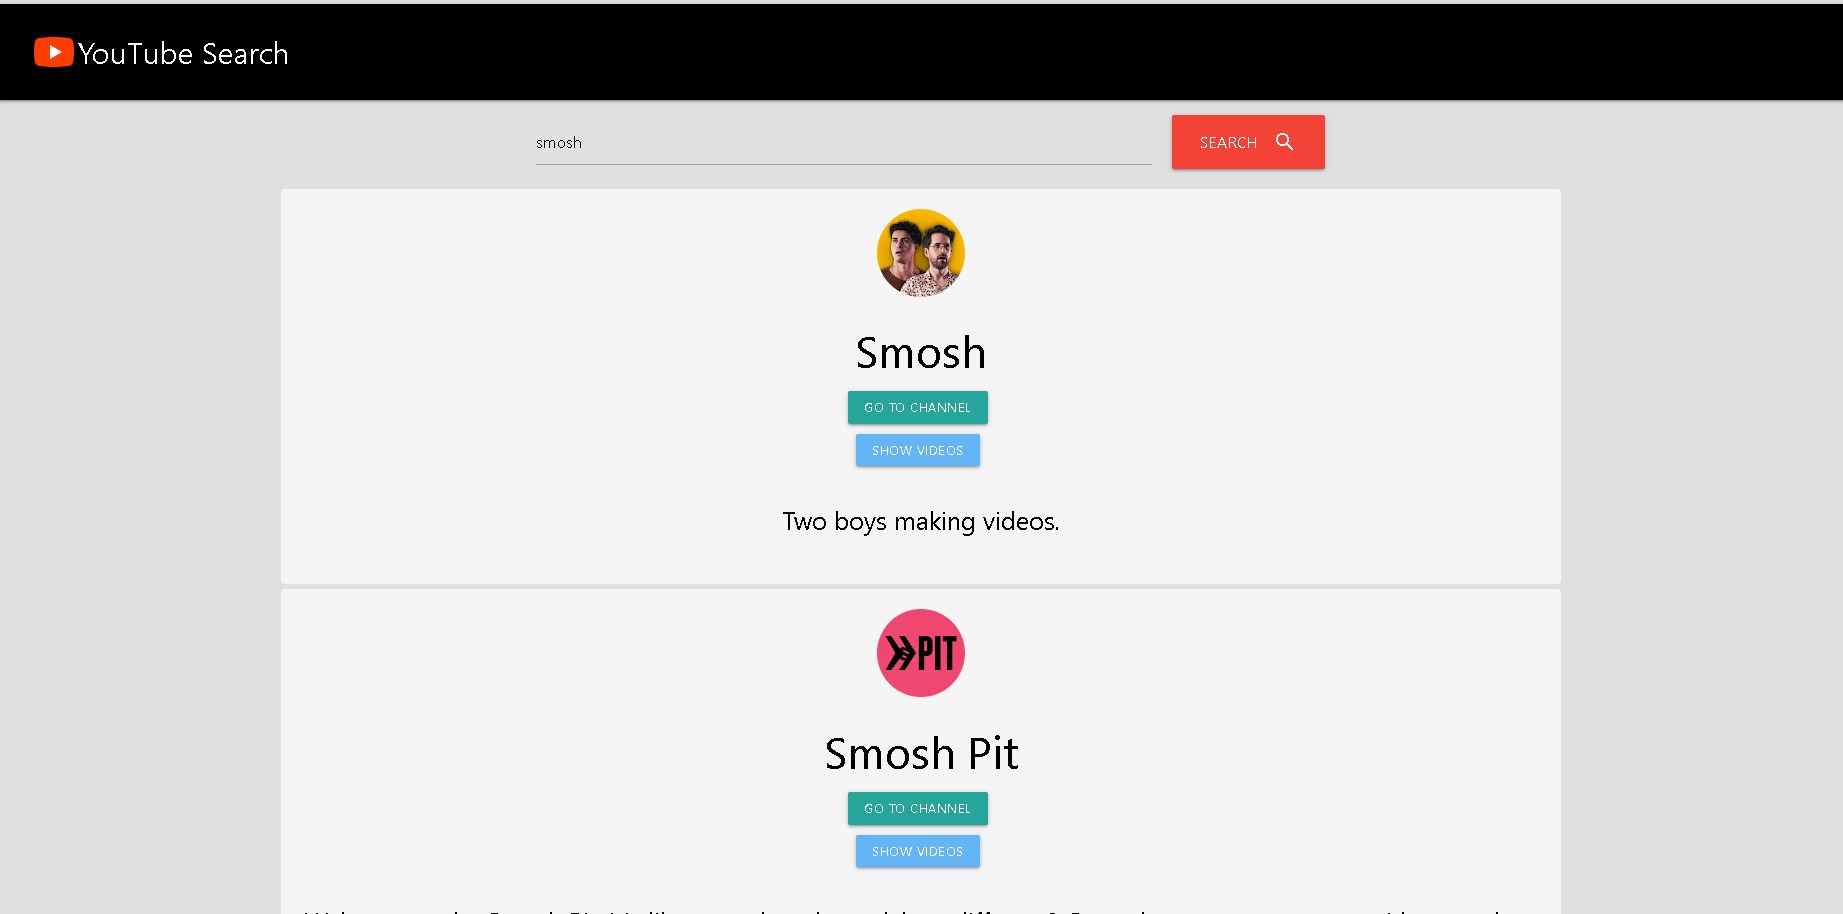 YouTube Search
smosh
SEARCH
Smosh
GO TO CHANNEL
SHOW VIDEOS
Two boys making videos.
PIT
Smosh Pit
GO TO CHANNEL
SHOW VIDEOS